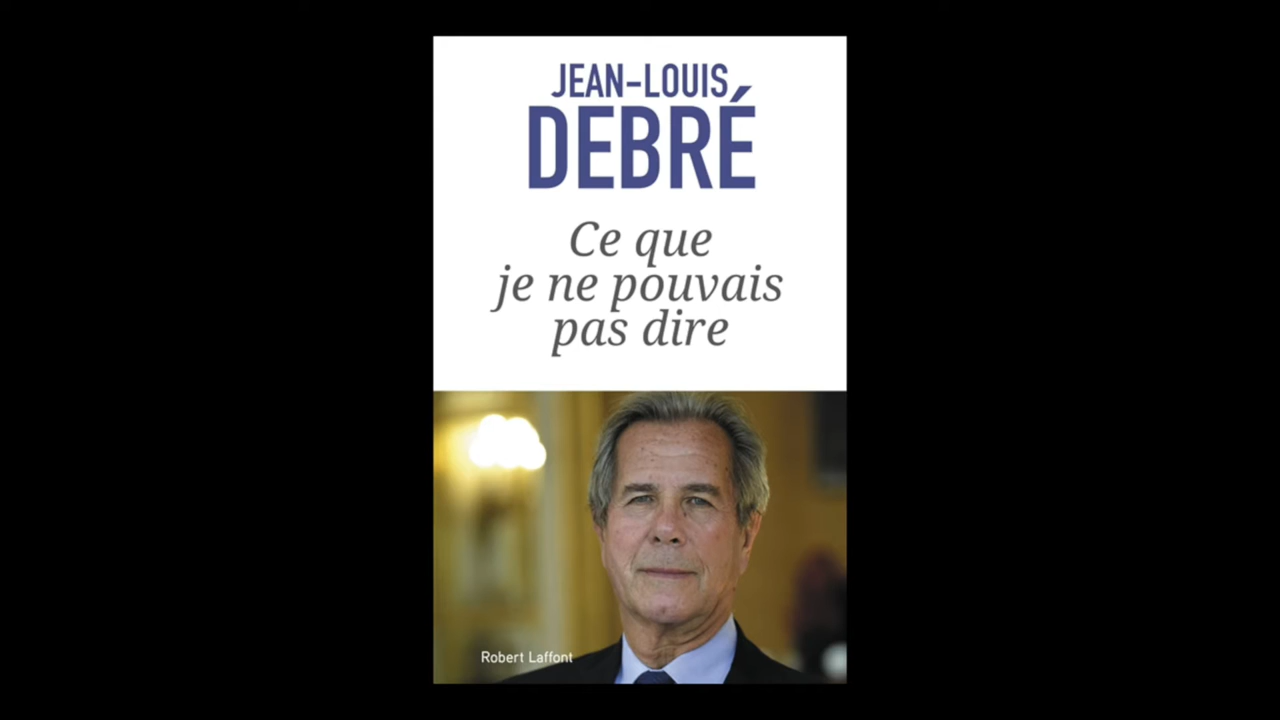 JEAN-LOUIS
DEBRÉ
Ce que
je ne pouvais
pas dire
Robert Laffont